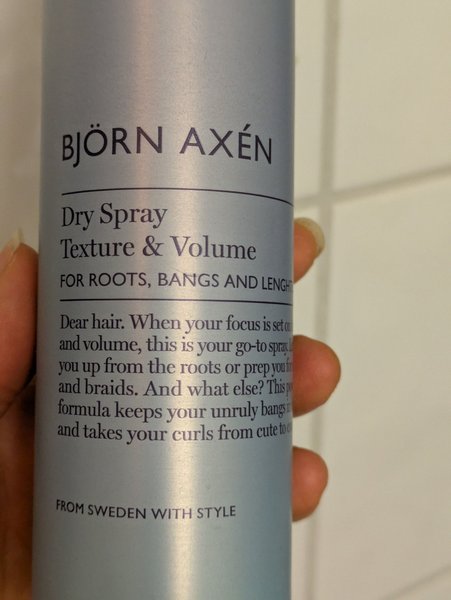 BJÖRN AXÉN
Dry Spray
Texture & Volume
FOR ROOTS, BANGS AND
Dear hair. When your focus is set on
and volume, this is your go-to spray.
you up from the roots or prep you
and braids. And what else? This
formula keeps your unruly bangs
and takes your curls from cute to
FROM SWEDEN WITH STYLE